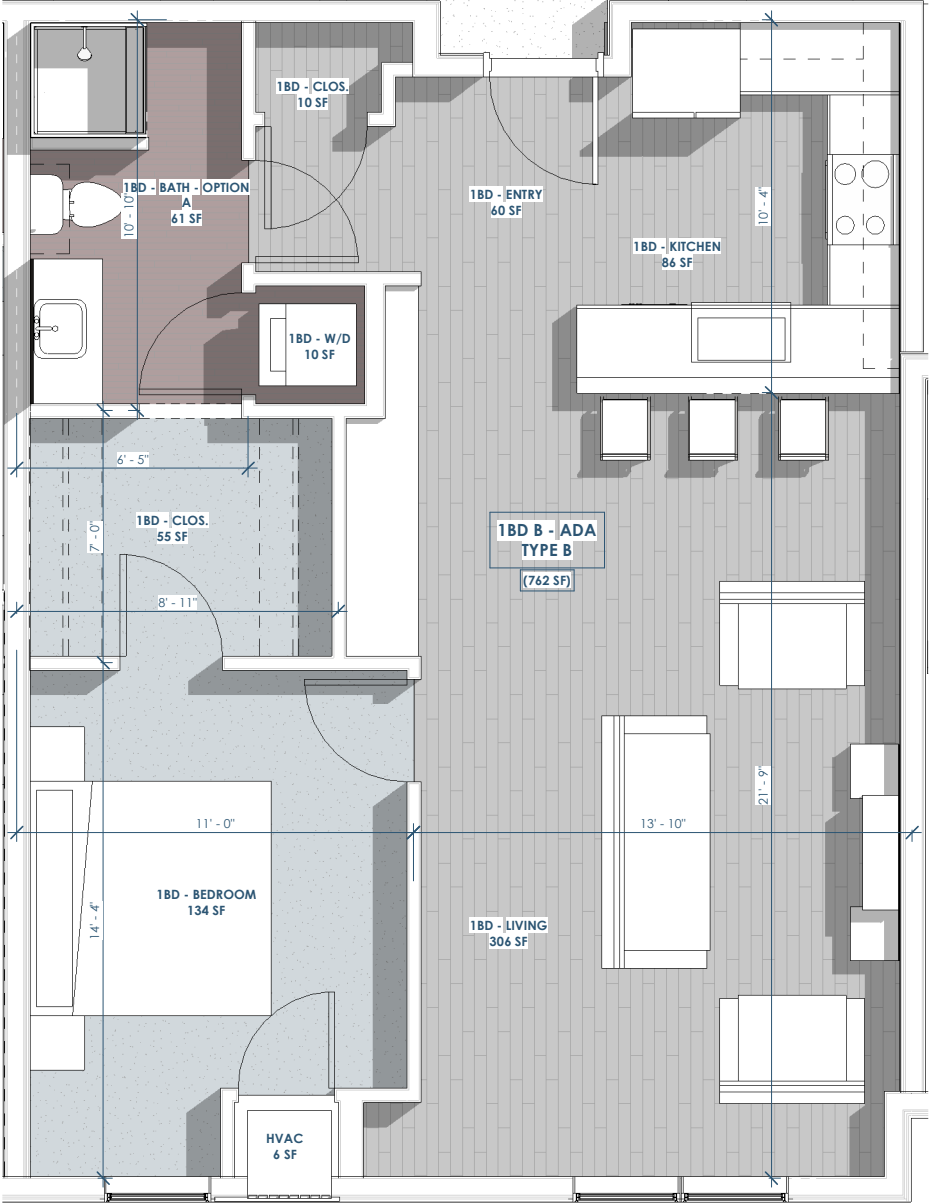 1BD - CLOS.
10 SF
1BD - BATH - OPTION
A
61 SF
10' - 10"
1BD - ENTRY
60 SF
10' - 4"
1BD - KITCHEN
86 SF
1BD - W/D
10 SF
6' - 5"
1BD - CLOS.
55 SF
7' - 0"
1BD B - ADA
TYPE B
(762 SF)
8' - 11"
21' - 9"
11' - 0"
13' - 10"
1BD - BEDROOM
134 SF
14' - 4"
1BD - LIVING
306 SF
HVAC
6 SF